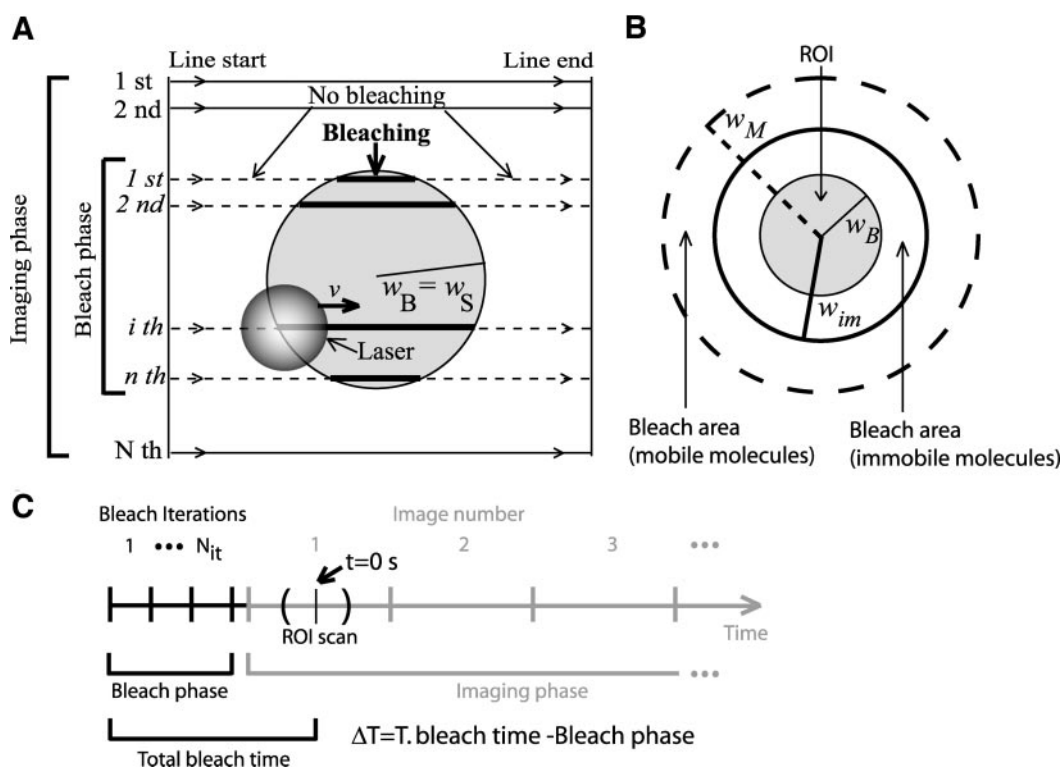 A
Line start
Line end
1 st
2 nd
No bleaching
Bleaching
1 st
2 nd
Imaging phase
Bleach phase
v
w_B = w_S
i th
Laser
n th
N th
B
ROI
w_M
w_B
w_im
Bleach area
(mobile molecules)
Bleach area
(immobile molecules)
C
Bleach Iterations
Image number
1 ••• N_it
1 2 3 •••
t=0 s
( )
ROI scan
Time
Bleach phase
Imaging phase
•••
Total bleach time
ΔT=T. bleach time -Bleach phase